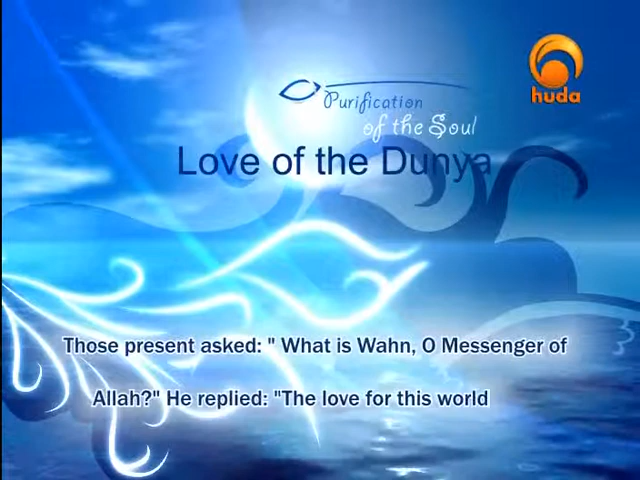 huda
Purification
of the Soul
Love of the Dunya
Those present asked: " What is Wahn, O Messenger of
Allah?" He replied: "The love for this world